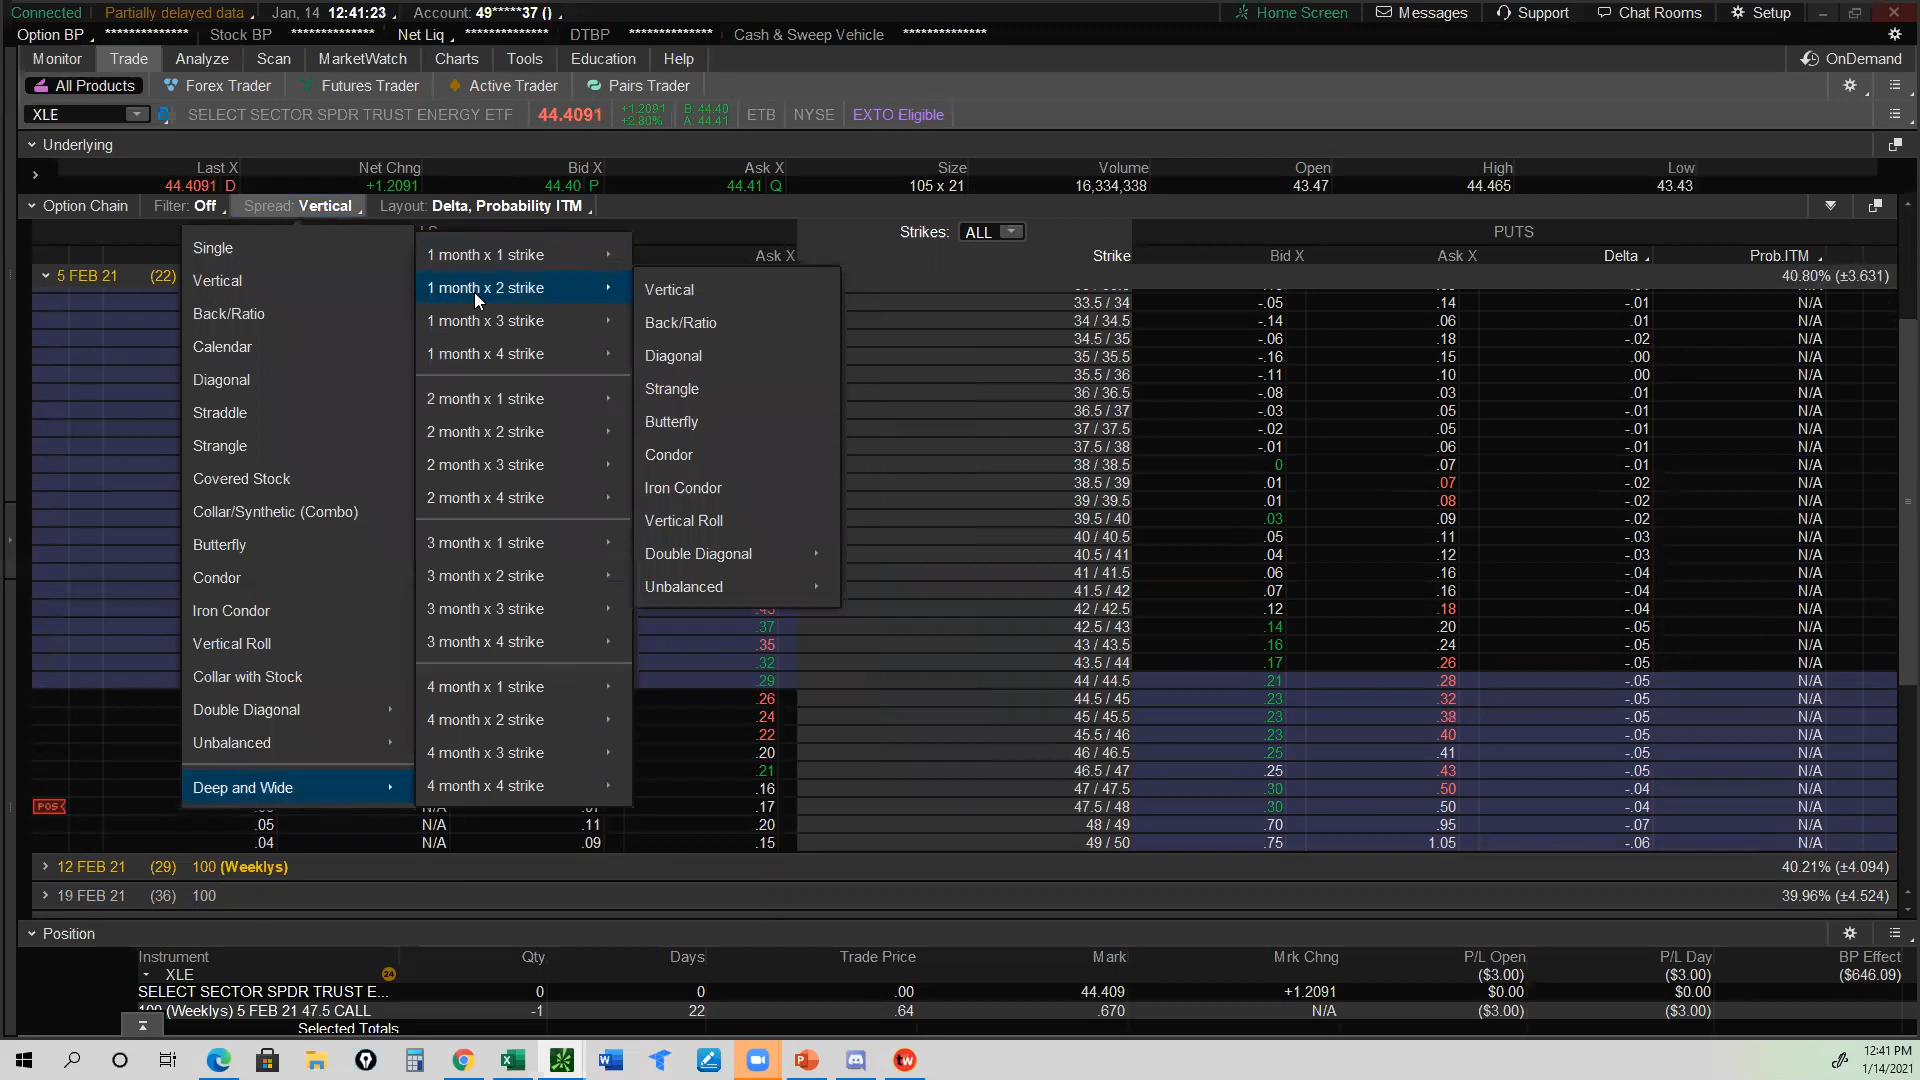 Connected Partially delayed data Jan, 14 12:41:23 Account: 49*****37 () Home Screen Messages Support Chat Rooms Setup
Option BP ************** Stock BP ************** Net Liq ************** DTBP ************** Cash & Sweep Vehicle **************
Monitor Trade Analyze Scan MarketWatch Charts Tools Education Help OnDemand
All Products Forex Trader Futures Trader Active Trader Pairs Trader
XLE SELECT SECTOR SPDR TRUST ENERGY ETF 44.4091 +1.2091 B: 44.40 ETB NYSE EXTO Eligible
+2.80% A: 44.41
Underlying
Last X Net Chng Bid X Ask X Size Volume Open High Low
44.4091 D +1.2091 44.40 P 44.41 Q 105 x 21 16,334,338 43.47 44.465 43.43
Option Chain Filter: Off Spread: Vertical Layout: Delta, Probability ITM
Strikes: ALL PUTS
Ask X Strike Bid X Ask X Delta Prob.ITM
5 FEB 21 (22) 40.80% (±3.631)
33.5 / 34 -.05 .14 -.01 N/A
34 / 34.5 -.14 .06 .01 N/A
34.5 / 35 -.06 .18 -.02 N/A
35 / 35.5 -.16 .15 .00 N/A
35.5 / 36 -.11 .10 .00 N/A
36 / 36.5 -.08 .03 .01 N/A
36.5 / 37 -.03 .05 -.01 N/A
37 / 37.5 -.02 .05 -.01 N/A
37.5 / 38 -.01 .06 -.01 N/A
38 / 38.5 0 .07 -.01 N/A
38.5 / 39 .01 .07 -.02 N/A
39 / 39.5 .01 .08 -.02 N/A
39.5 / 40 .03 .09 -.02 N/A
40 / 40.5 .05 .11 -.03 N/A
40.5 / 41 .04 .12 -.03 N/A
41 / 41.5 .06 .16 -.04 N/A
41.5 / 42 .07 .16 -.04 N/A
42 / 42.5 .12 .18 -.04 N/A
.37 42.5 / 43 .14 .20 -.05 N/A
.35 43 / 43.5 .16 .24 -.05 N/A
.32 43.5 / 44 .17 .26 -.05 N/A
.29 44 / 44.5 .21 .28 -.05 N/A
.26 44.5 / 45 .23 .32 -.05 N/A
.24 45 / 45.5 .23 .38 -.05 N/A
.22 45.5 / 46 .23 .40 -.05 N/A
.20 46 / 46.5 .25 .41 -.05 N/A
.21 46.5 / 47 .25 .43 -.05 N/A
.16 47 / 47.5 .30 .50 -.04 N/A
POS .17 47.5 / 48 .30 .50 -.04 N/A
.05 N/A .11 .20 48 / 49 .70 .95 -.07 N/A
.04 N/A .09 .15 49 / 50 .75 1.05 -.06 N/A
Single
Vertical
Back/Ratio
Calendar
Diagonal
Straddle
Strangle
Covered Stock
Collar/Synthetic (Combo)
Butterfly
Condor
Iron Condor
Vertical Roll
Collar with Stock
Double Diagonal
Unbalanced
Deep and Wide
1 month x 1 strike
1 month x 2 strike
1 month x 3 strike
1 month x 4 strike
2 month x 1 strike
2 month x 2 strike
2 month x 3 strike
2 month x 4 strike
3 month x 1 strike
3 month x 2 strike
3 month x 3 strike
3 month x 4 strike
4 month x 1 strike
4 month x 2 strike
4 month x 3 strike
4 month x 4 strike
Vertical
Back/Ratio
Diagonal
Strangle
Butterfly
Condor
Iron Condor
Vertical Roll
Double Diagonal
Unbalanced
12 FEB 21 (29) 100 (Weeklys) 40.21% (±4.094)
19 FEB 21 (36) 100 39.96% (±4.524)
Position
Instrument Qty Days Trade Price Mark Mrk Chng P/L Open P/L Day BP Effect
XLE 24 ($3.00) ($3.00) ($646.09)
SELECT SECTOR SPDR TRUST E... 0 0 .00 44.409 +1.2091 $0.00 $0.00
100 (Weeklys) 5 FEB 21 47.5 CALL -1 22 .64 .670 N/A ($3.00) ($3.00)
Selected Totals
12:41 PM
1/14/2021